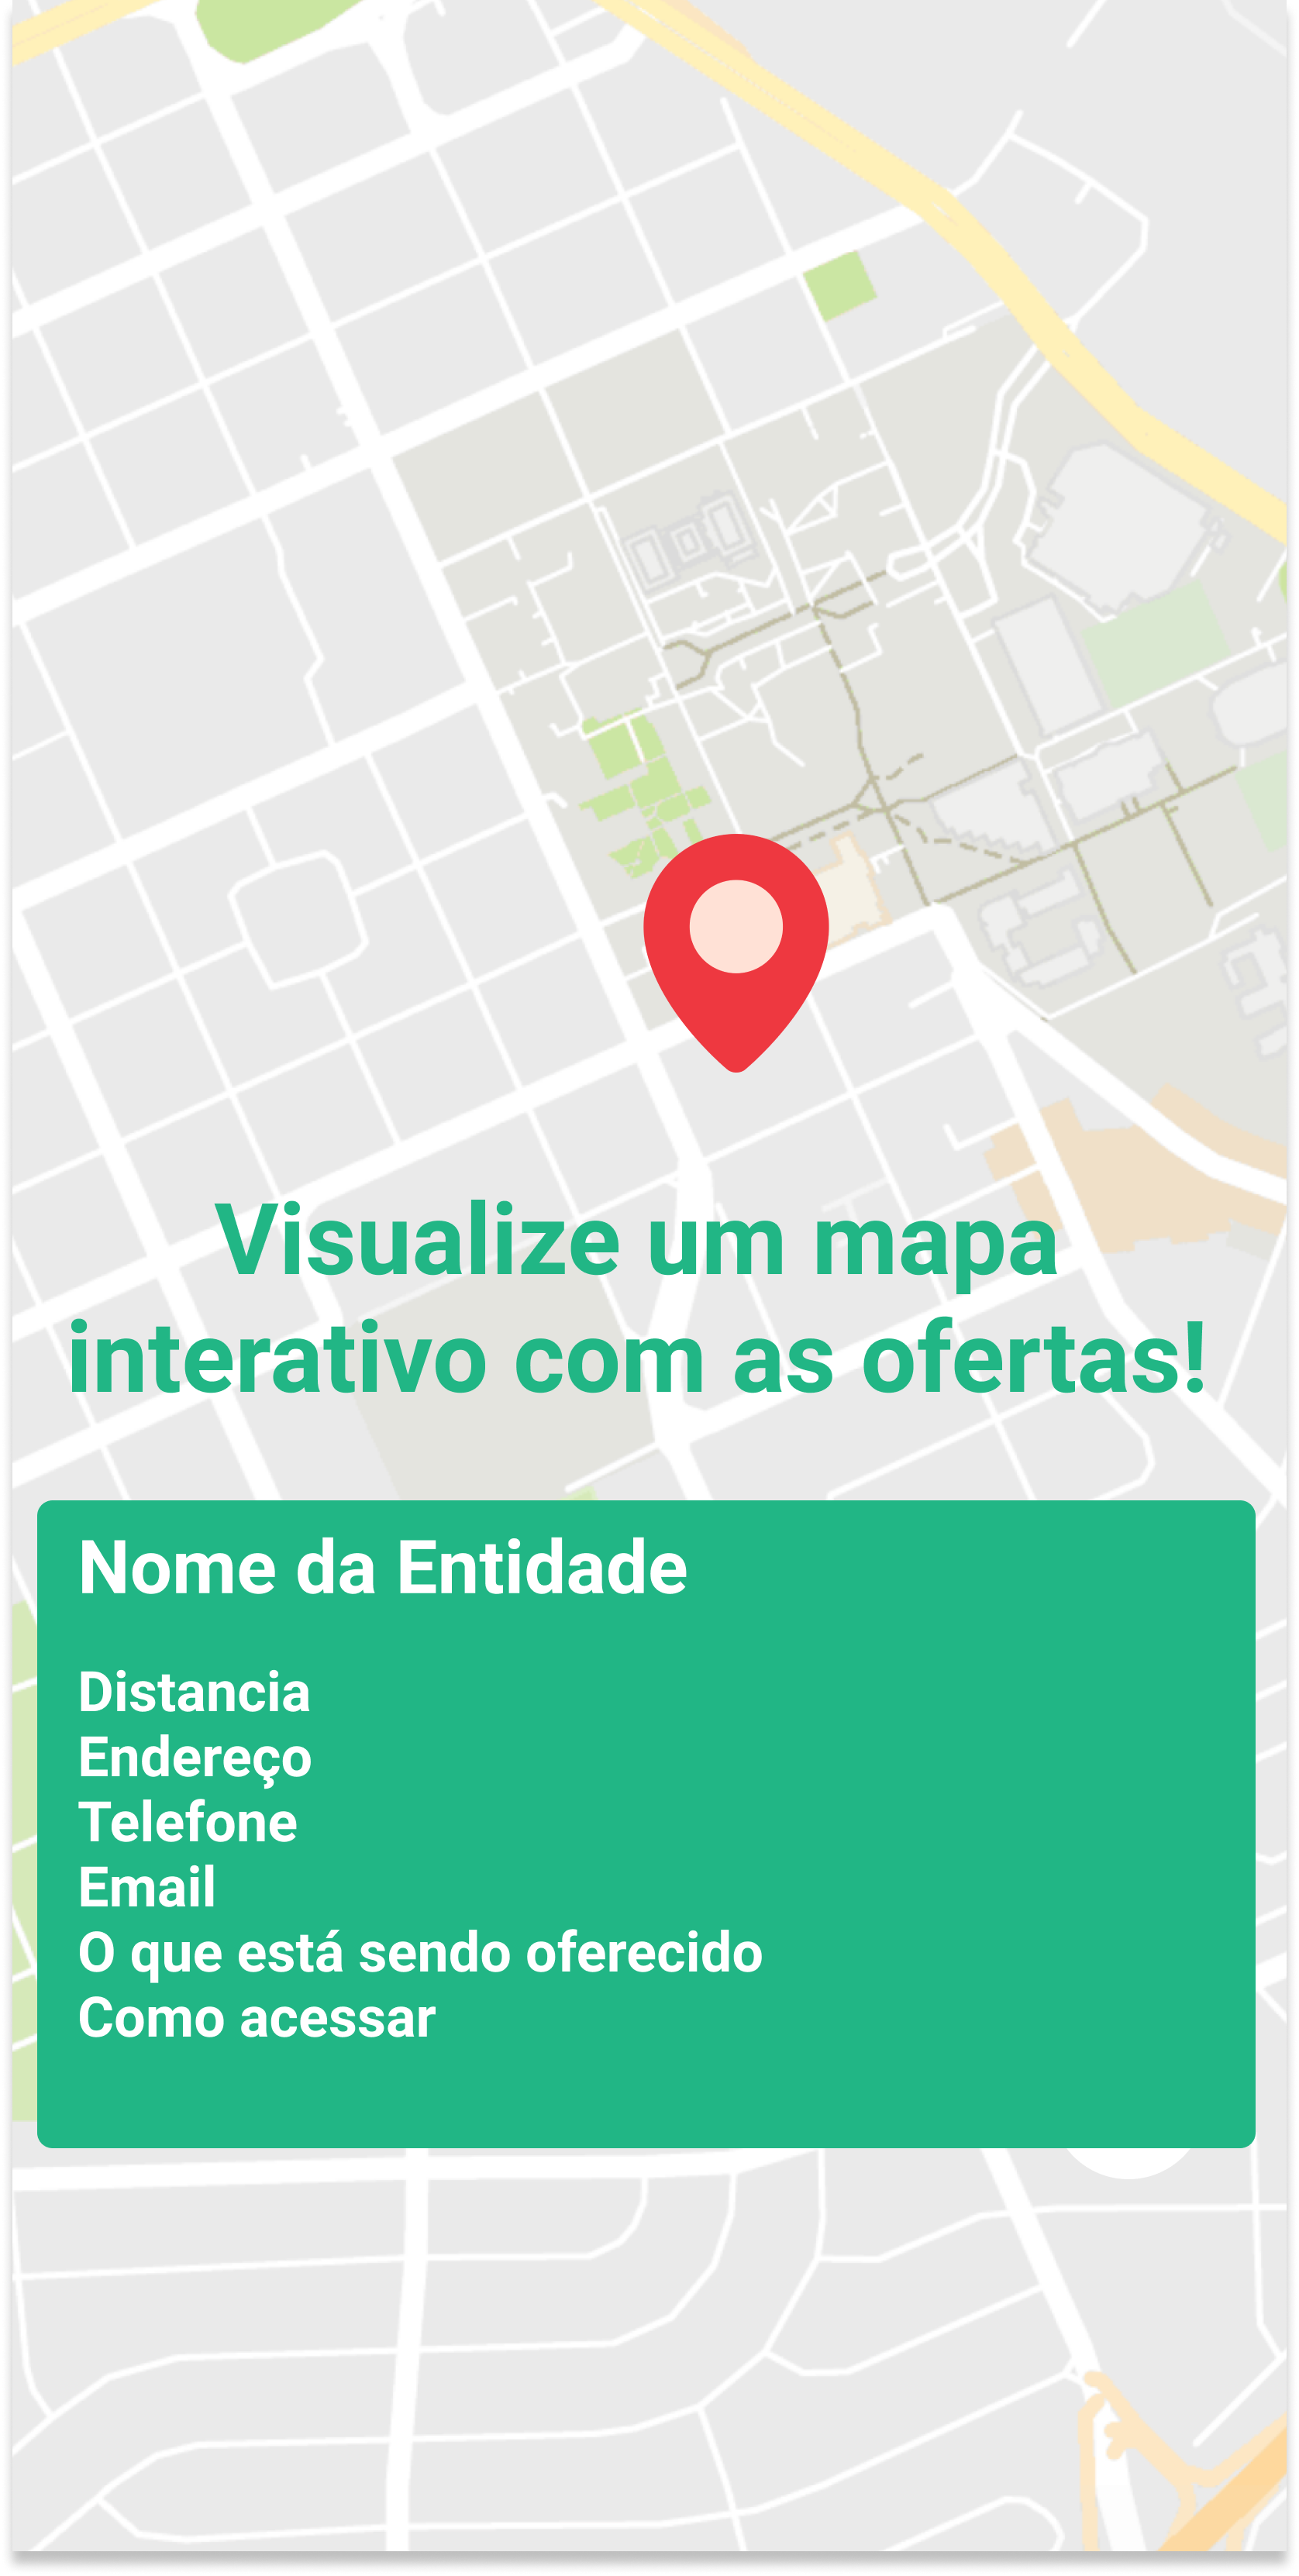 Visualize um mapa
interativo com as ofertas!
Nome da Entidade
Distancia
Endereço
Telefone
Email
O que está sendo oferecido
Como acessar